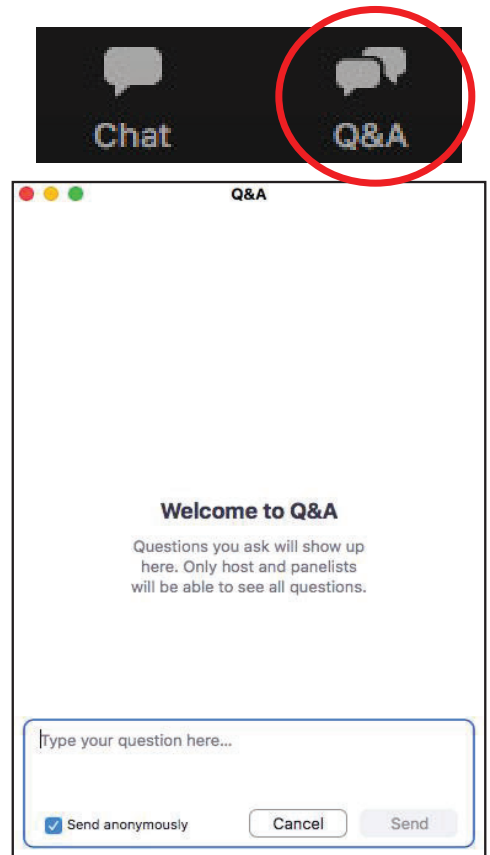 Chat Q&A
Q&A
Welcome to Q&A
Questions you ask will show up
here. Only host and panelists
will be able to see all questions.
Type your question here...
Send anonymously Cancel Send